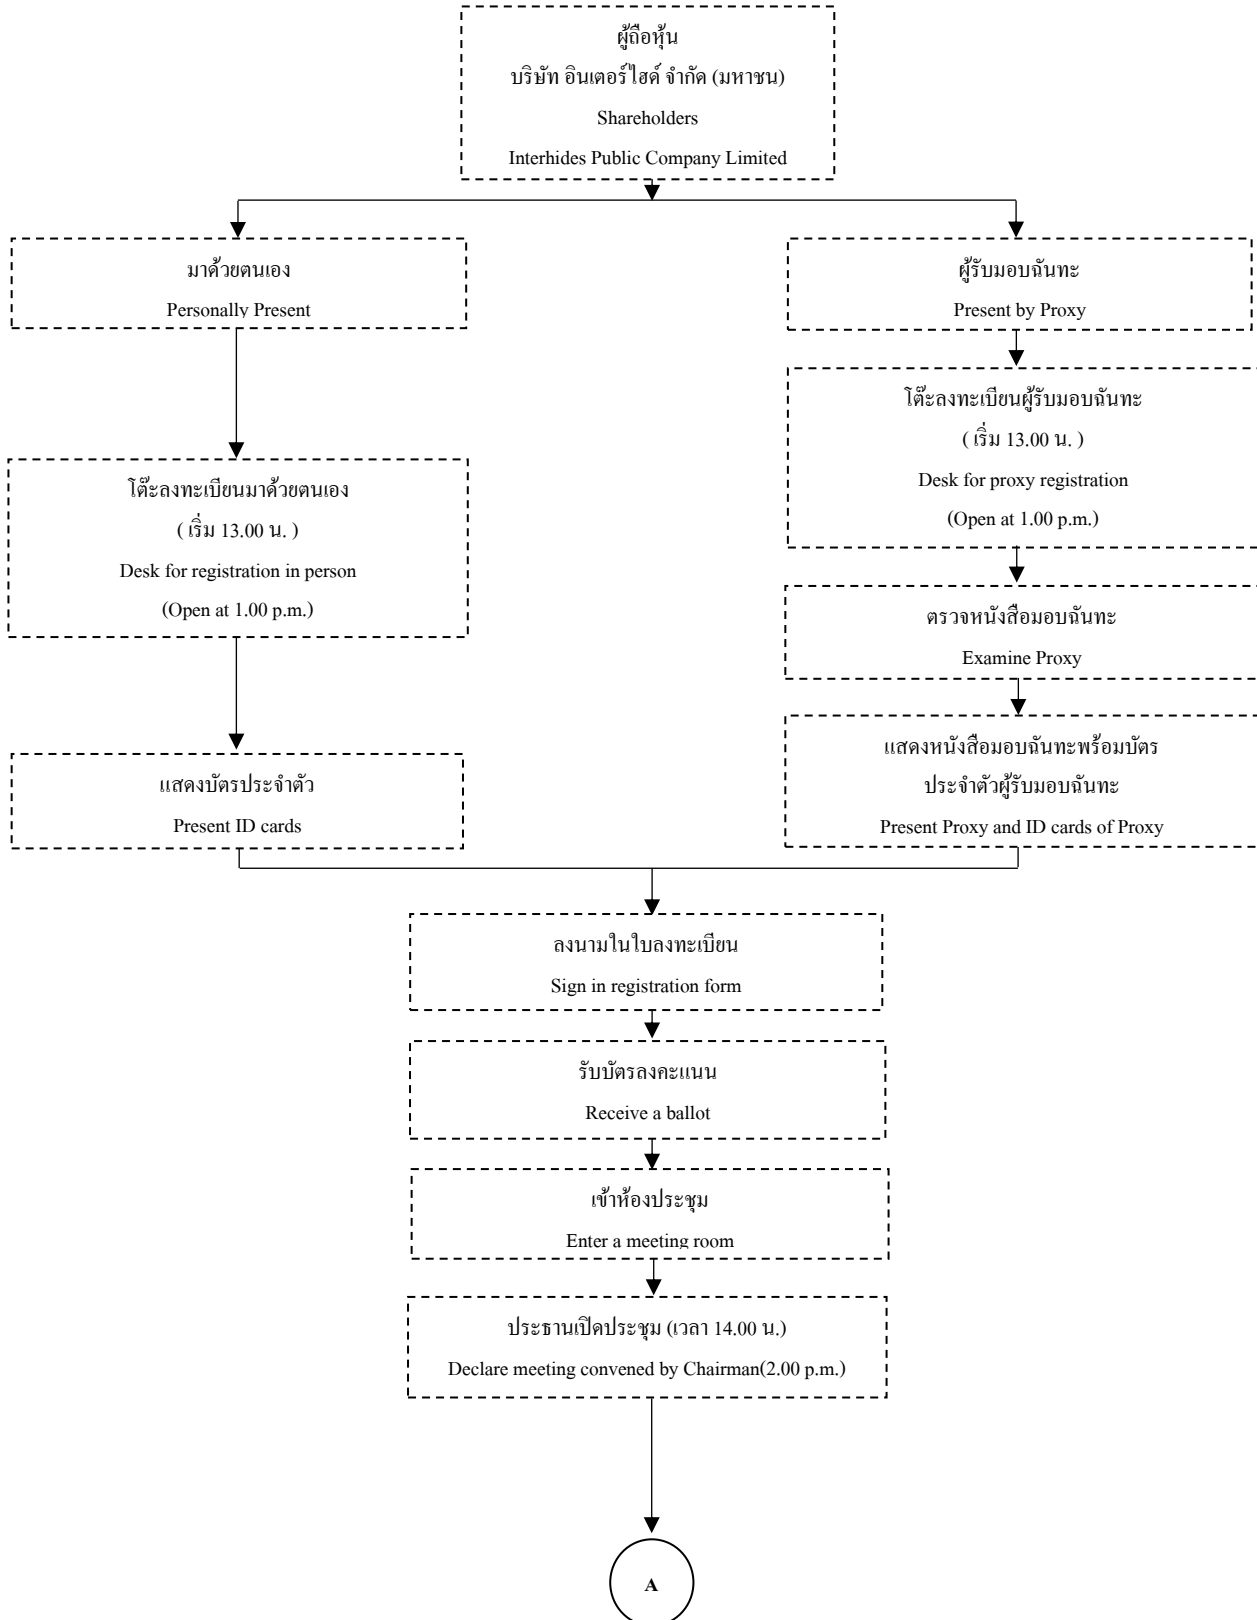 ผู้ถือหุ้น
บริษัท อินเตอร์ไฮด์ จำกัด (มหาชน)
Shareholders
Interhides Public Company Limited
มาด้วยตนเอง
Personally Present
ผู้รับมอบฉันทะ
Present by Proxy
โต๊ะลงทะเบียนมาด้วยตนเอง
( เริ่ม 13.00 น. )
Desk for registration in person
(Open at 1.00 p.m.)
โต๊ะลงทะเบียนผู้รับมอบฉันทะ
( เริ่ม 13.00 น. )
Desk for proxy registration
(Open at 1.00 p.m.)
ตรวจหนังสือมอบฉันทะ
Examine Proxy
แสดงบัตรประจำตัว
Present ID cards
แสดงหนังสือมอบฉันทะพร้อมบัตร
ประจำตัวผู้รับมอบฉันทะ
Present Proxy and ID cards of Proxy
ลงนามในใบลงทะเบียน
Sign in registration form
รับบัตรลงคะแนน
Receive a ballot
เข้าห้องประชุม
Enter a meeting room
ประธานเปิดประชุม (เวลา 14.00 น.)
Declare meeting convened by Chairman(2.00 p.m.)
A